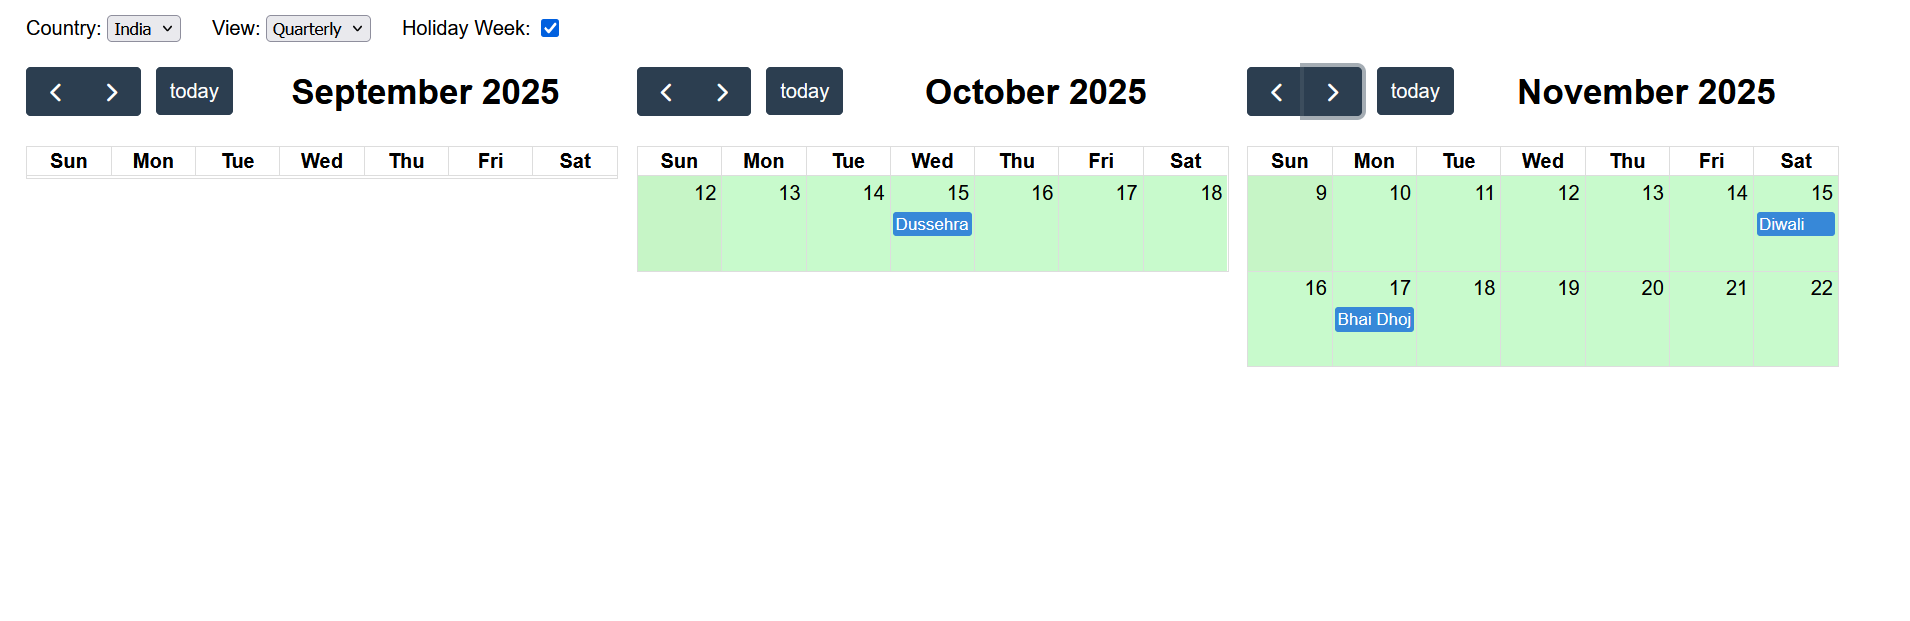 Country: India View: Quarterly Holiday Week:
today September 2025
Sun Mon Tue Wed Thu Fri Sat
today October 2025
Sun Mon Tue Wed Thu Fri Sat
12 13 14 15 16 17 18
Dussehra
today November 2025
Sun Mon Tue Wed Thu Fri Sat
9 10 11 12 13 14 15
Diwali
16 17 18 19 20 21 22
Bhai Dhoj